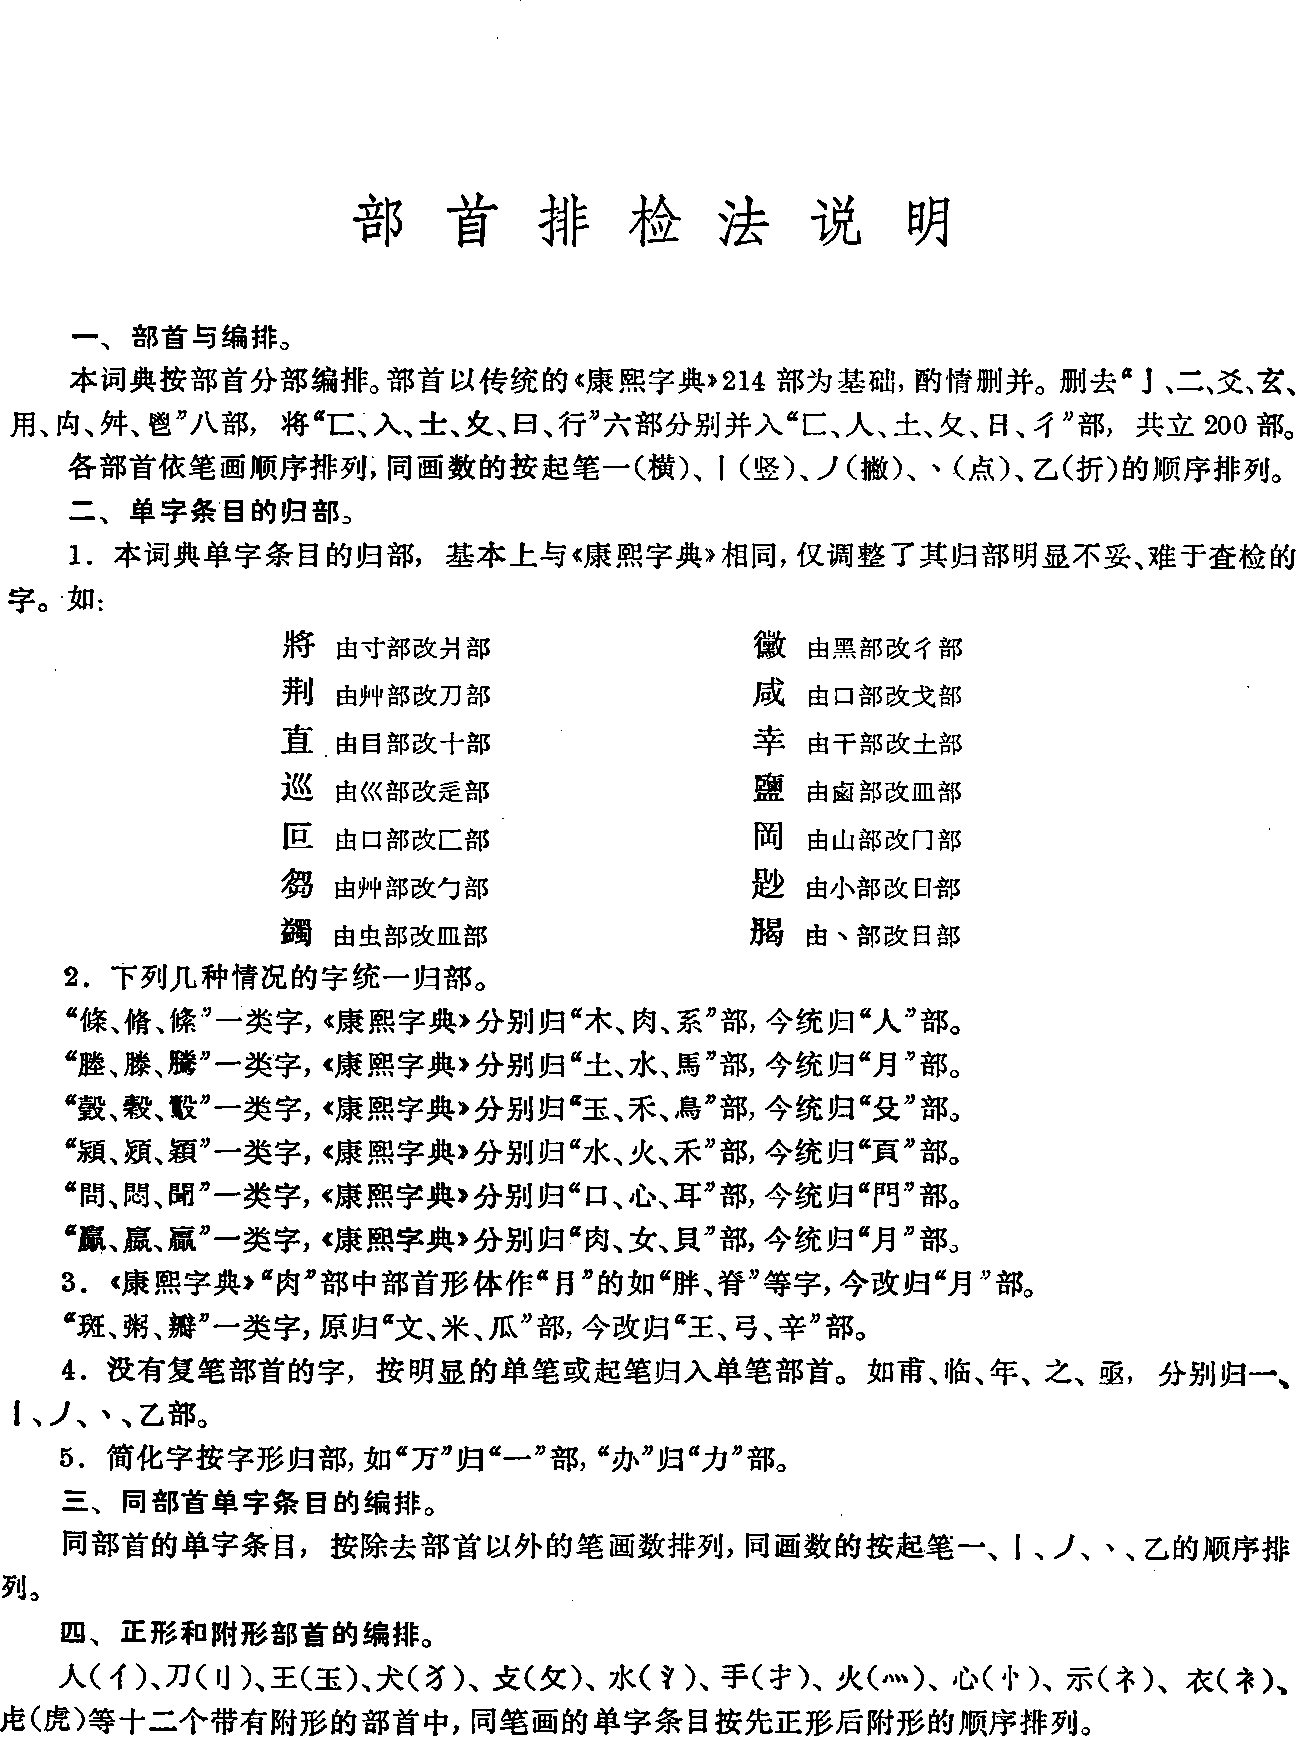 部首排检法说明
一、部首与编排。
本词典按部首分部编排。部首以传统的《康熙字典》214 部为基础,酌情删并。删去“亅、二、爻、玄、
用、禸、舛、鬯”八部, 将“匸、入、士、夊、曰、行”六部分别并入“匚、人、土、夂、日、彳”部, 共立 200 部。
各部首依笔画顺序排列,同画数的按起笔一(横)、丨(竖)、丿(撇)、丶(点)、乙(折)的顺序排列。
二、单字条目的归部。
1. 本词典单字条目的归部, 基本上与《康熙字典》相同,仅调整了其归部明显不妥、难于查检的
字。如:
將 由寸部改爿部 徽 由黑部改彳部
荆 由艸部改刀部 咸 由口部改戈部
直 由目部改十部 幸 由干部改土部
巡 由巛部改辵部 鹽 由鹵部改皿部
叵 由口部改匚部 岡 由山部改冂部
芻 由艸部改勹部 尟 由小部改日部
蠲 由虫部改皿部 由丶部改日部
2. 下列几种情况的字统一归部。
“條、脩、絛”一类字,《康熙字典》分别归“木、肉、系”部,今统归“人”部。
“塍、滕、騰”一类字,《康熙字典》分别归“土、水、馬”部,今统归“月”部。
“瑴、穀、鷇”一类字,《康熙字典》分别归“玉、禾、鳥”部,今统归“殳”部。
“潁、熲、穎”一类字,《康熙字典》分别归“水、火、禾”部,今统归“頁”部。
“問、悶、聞”一类字,《康熙字典》分别归“口、心、耳”部,今统归“門”部。
“臝、嬴、贏”一类字,《康熙字典》分别归“肉、女、貝”部,今统归“月”部。
3. 《康熙字典》“肉”部中部首形体作“月”的如“胖、脊”等字,今改归“月”部。
“斑、粥、瓣”一类字,原归“文、米、瓜”部,今改归“王、弓、辛”部。
4. 没有复笔部首的字, 按明显的单笔或起笔归入单笔部首。如甫、临、年、之、亟, 分别归一、
丨、丿、丶、乙部。
5. 简化字按字形归部,如“万”归“一”部,“办”归“力”部。
三、同部首单字条目的编排。
同部首的单字条目, 按除去部首以外的笔画数排列,同画数的按起笔一、丨、丿、丶、乙的顺序排
列。
四、正形和附形部首的编排。
人(亻)、刀(刂)、王(玉)、犬(犭)、攴(攵)、水(氵)、手(扌)、火(灬)、心(忄)、示(礻)、衣(衤)、
虍(虎)等十二个带有附形的部首中,同笔画的单字条目按先正形后附形的顺序排列。